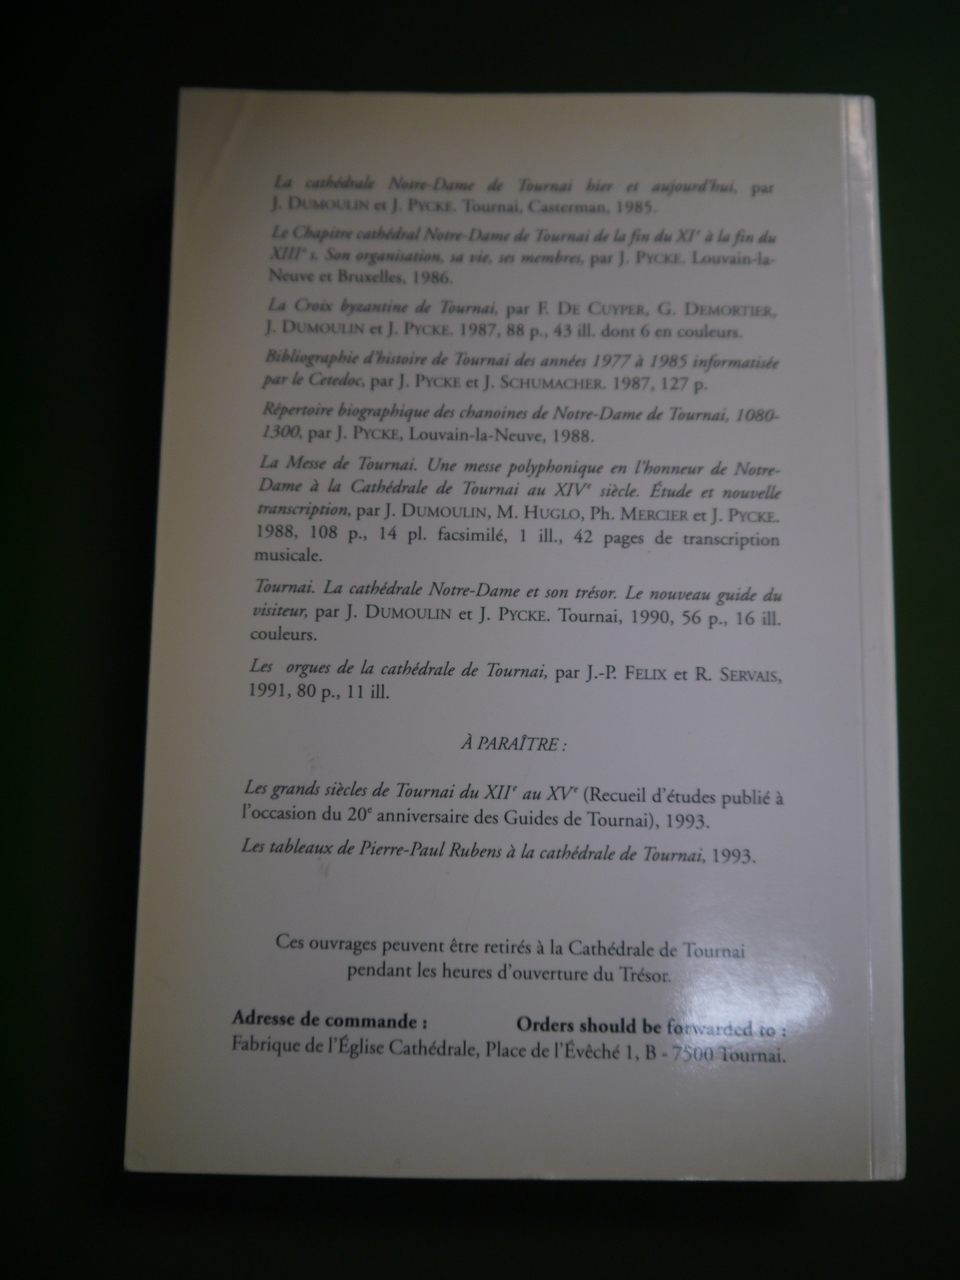 La cathédrale Notre-Dame de Tournai hier et aujourd'hui, par
J. DUMOULIN et J. PYCKE. Tournai, Casterman, 1985.
Le Chapitre cathédral Notre-Dame de Tournai de la fin du XIᵉ à la fin du
XIIIᵉ s. Son organisation, sa vie, ses membres, par J. PYCKE. Louvain-la-
Neuve et Bruxelles, 1986.
La Croix byzantine de Tournai, par F. DE CUYPER, G. DEMORTIER,
J. DUMOULIN et J. PYCKE. 1987, 88 p., 43 ill. dont 6 en couleurs.
Bibliographie d'histoire de Tournai des années 1977 à 1985 informatisée
par le Cetedoc, par J. PYCKE et J. SCHUMACHER. 1987, 127 p.
Répertoire biographique des chanoines de Notre-Dame de Tournai, 1080-
1300, par J. PYCKE, Louvain-la-Neuve, 1988.
La Messe de Tournai. Une messe polyphonique en l'honneur de Notre-
Dame à la Cathédrale de Tournai au XIVᵉ siècle. Étude et nouvelle
transcription, par J. DUMOULIN, M. HUGLO, Ph. MERCIER et J. PYCKE.
1988, 108 p., 14 pl. facsimilé, 1 ill., 42 pages de transcription
musicale.
Tournai. La cathédrale Notre-Dame et son trésor. Le nouveau guide du
visiteur, par J. DUMOULIN et J. PYCKE. Tournai, 1990, 56 p., 16 ill.
couleurs.
Les orgues de la cathédrale de Tournai, par J.-P. FELIX et R. SERVAIS,
1991, 80 p., 11 ill.
À PARAÎTRE :
Les grands siècles de Tournai du XIIᵉ au XVᵉ (Recueil d'études publié à
l'occasion du 20ᵉ anniversaire des Guides de Tournai), 1993.
Les tableaux de Pierre-Paul Rubens à la cathédrale de Tournai, 1993.
Ces ouvrages peuvent être retirés à la Cathédrale de Tournai
pendant les heures d'ouverture du Trésor.
Adresse de commande : Orders should be forwarded to :
Fabrique de l'Église Cathédrale, Place de l'Évêché 1, B - 7500 Tournai.